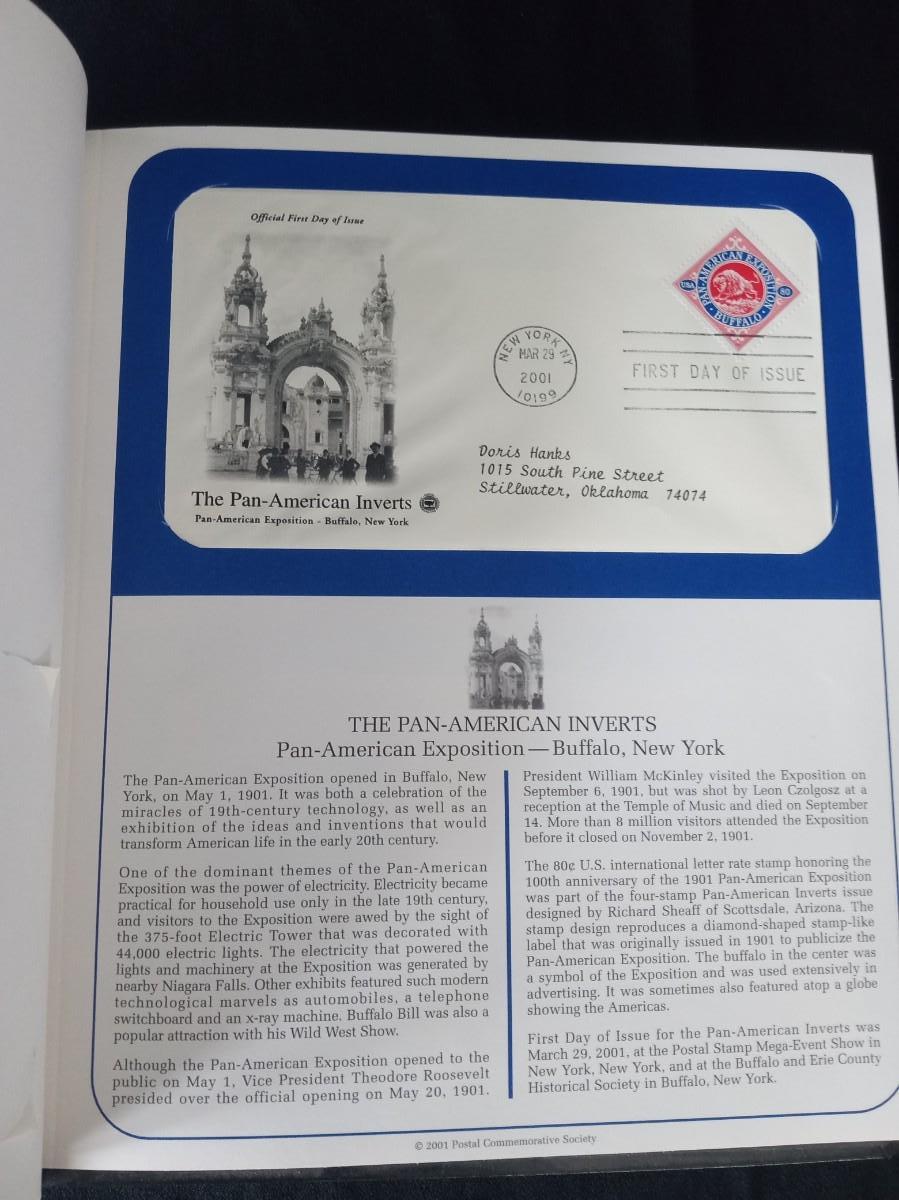 Official First Day of Issue
USA
PAN-AMERICAN EXPOSITION
80
BUFFALO
NEW YORK NY
MAR 29
2001
10199
FIRST DAY OF ISSUE
Doris Hanks
1015 South Pine Street
Stillwater, Oklahoma 74074
The Pan-American Inverts
Pan-American Exposition - Buffalo, New York
THE PAN-AMERICAN INVERTS
Pan-American Exposition—Buffalo, New York
The Pan-American Exposition opened in Buffalo, New
York, on May 1, 1901. It was both a celebration of the
miracles of 19th-century technology, as well as an
exhibition of the ideas and inventions that would
transform American life in the early 20th century.
One of the dominant themes of the Pan-American
Exposition was the power of electricity. Electricity became
practical for household use only in the late 19th century,
and visitors to the Exposition were awed by the sight of
the 375-foot Electric Tower that was decorated with
44,000 electric lights. The electricity that powered the
lights and machinery at the Exposition was generated by
nearby Niagara Falls. Other exhibits featured such modern
technological marvels as automobiles, a telephone
switchboard and an x-ray machine. Buffalo Bill was also a
popular attraction with his Wild West Show.
Although the Pan-American Exposition opened to the
public on May 1, Vice President Theodore Roosevelt
presided over the official opening on May 20, 1901.
President William McKinley visited the Exposition on
September 6, 1901, but was shot by Leon Czolgosz at a
reception at the Temple of Music and died on September
14. More than 8 million visitors attended the Exposition
before it closed on November 2, 1901.
The 80¢ U.S. international letter rate stamp honoring the
100th anniversary of the 1901 Pan-American Exposition
was part of the four-stamp Pan-American Inverts issue
designed by Richard Sheaff of Scottsdale, Arizona. The
stamp design reproduces a diamond-shaped stamp-like
label that was originally issued in 1901 to publicize the
Pan-American Exposition. The buffalo in the center was
a symbol of the Exposition and was used extensively in
advertising. It was sometimes also featured atop a globe
showing the Americas.
First Day of Issue for the Pan-American Inverts was
March 29, 2001, at the Postal Stamp Mega-Event Show in
New York, New York, and at the Buffalo and Erie County
Historical Society in Buffalo, New York.
© 2001 Postal Commemorative Society